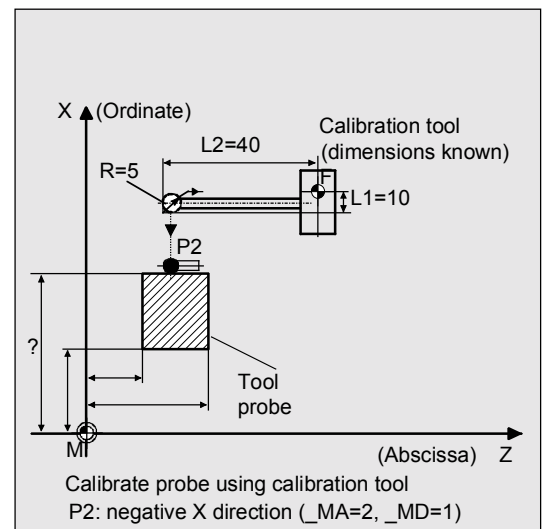 X (Ordinate)
L2=40
Calibration tool
(dimensions known)
R=5
F
L1=10
P2
?
Tool
probe
M
(Abscissa) Z
Calibrate probe using calibration tool
P2: negative X direction (_MA=2, _MD=1)